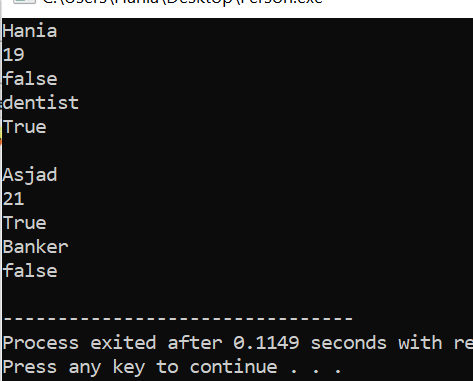 C:\Users\Hania\Desktop\Person.exe
Hania
19
false
dentist
True
Asjad
21
True
Banker
false
--------------------------------
Process exited after 0.1149 seconds with re
Press any key to continue . . .